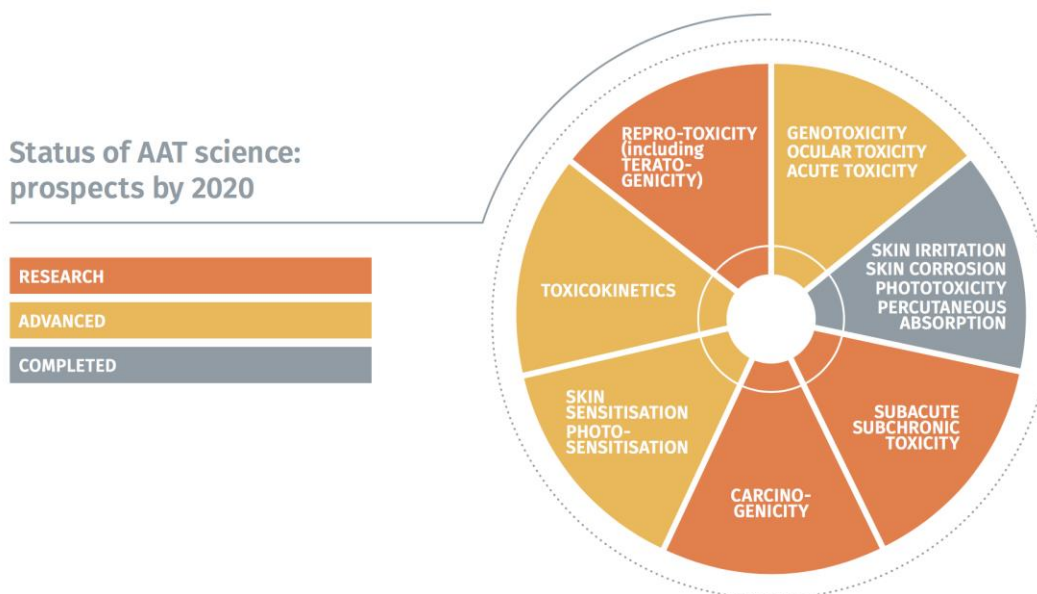 Status of AAT science:
prospects by 2020
RESEARCH
ADVANCED
COMPLETED
REPRO-TOXICITY
(including
TERATO-
GENICITY)
GENOTOXICITY
OCULAR TOXICITY
ACUTE TOXICITY
SKIN IRRITATION
SKIN CORROSION
PHOTOTOXICITY
PERCUTANEOUS
ABSORPTION
SUBACUTE
SUBCHRONIC
TOXICITY
CARCINO-
GENICITY
SKIN
SENSITISATION
PHOTO-
SENSITISATION
TOXICOKINETICS